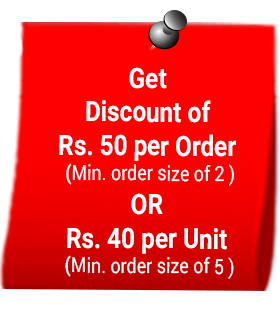 Get
Discount of
Rs. 50 per Order
(Min. order size of 2 )
OR
Rs. 40 per Unit
(Min. order size of 5 )